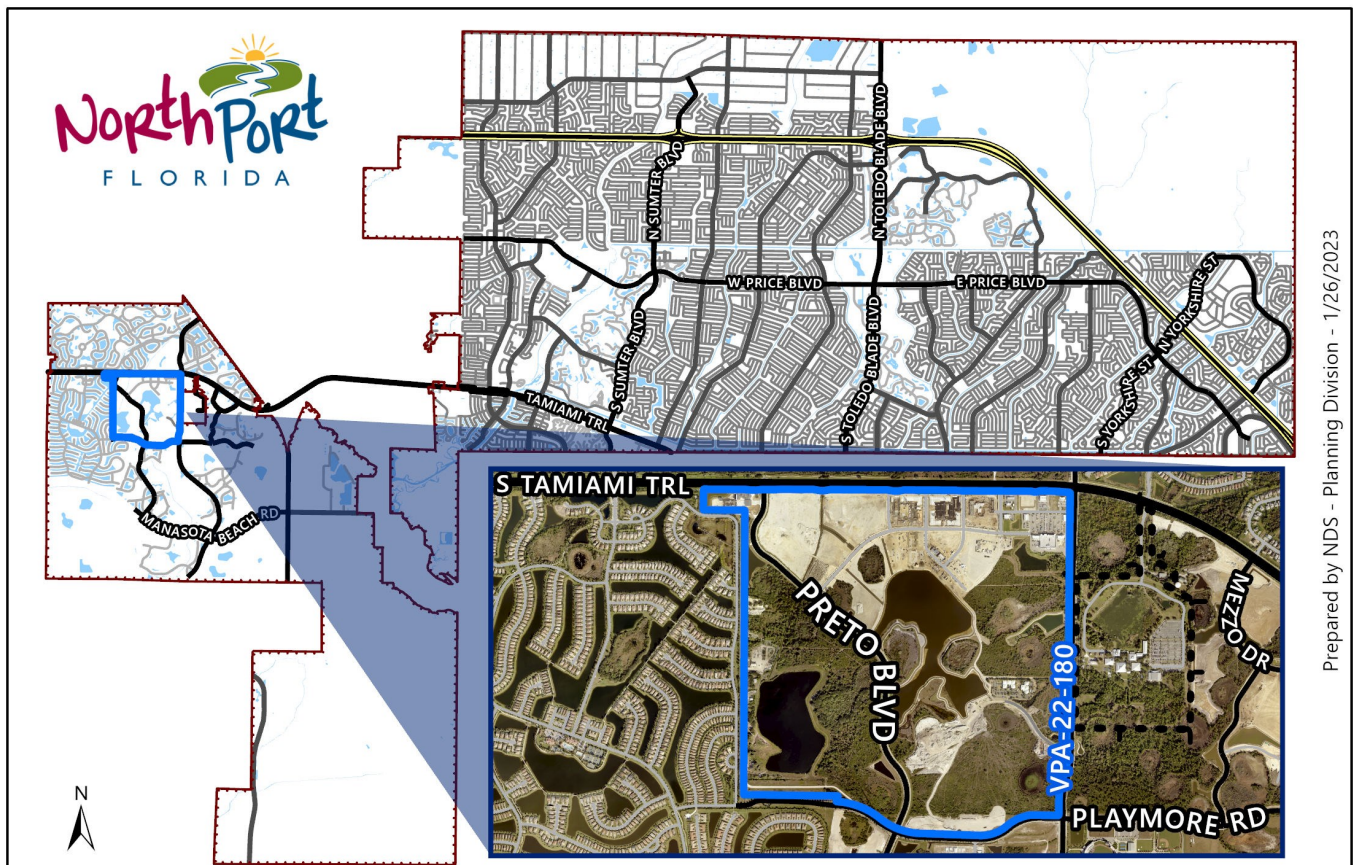 North Port
FLORIDA
N SUMTER BLVD
N TOLEDO BLADE BLVD
W PRICE BLVD
E PRICE BLVD
N YORKSHIRE ST
S SUMTER BLVD
S TOLEDO BLADE BLVD
S YORKSHIRE ST
TAMIAMI TRL
MANASOTA BEACH RD
S TAMIAMI TRL
PRETO BLVD
VPA-22-180
MEZZO DR
PLAYMORE RD
N
Prepared by NDS - Planning Division - 1/26/2023